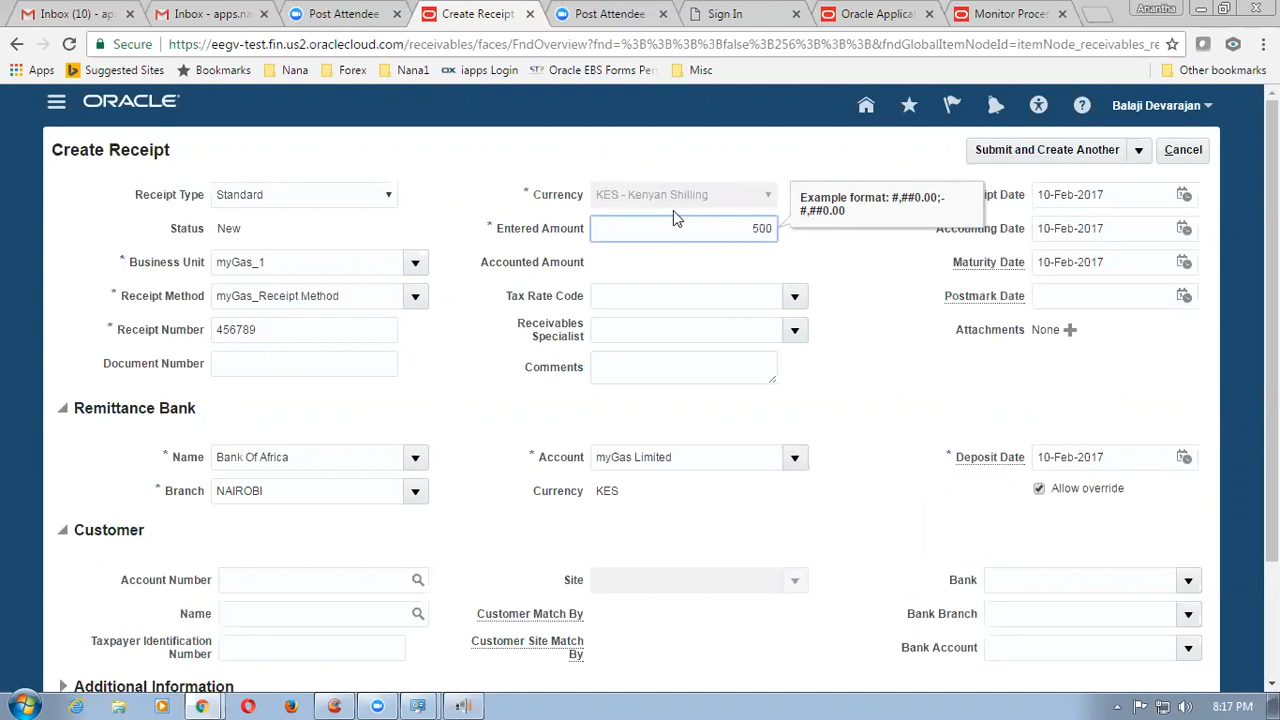 Inbox (10) - ap
Inbox - apps.na
Post Attendee
Create Receipt
Post Attendee
Sign In
Oracle Applica
Monitor Proces
Anantha
Secure
https://eegv-test.fin.us2.oraclecloud.com/receivables/faces/FndOverview?fnd=%3B%3B%3B%3Bfalse%3B256%3B%3B%3B&fndGlobalItemNodeId=itemNode_receivables_re
Apps
Suggested Sites
Bookmarks
Nana
Forex
Nana1
iapps Login
Oracle EBS Forms Per
Misc
Other bookmarks
ORACLE
Balaji Devarajan
Create Receipt
Submit and Create Another
Cancel
Receipt Type Standard
* Currency KES - Kenyan Shilling
Example format: #,##0.00;-
#,##0.00
ipt Date 10-Feb-2017
Status New
* Entered Amount 500
Accounting Date 10-Feb-2017
* Business Unit myGas_1
Accounted Amount
Maturity Date 10-Feb-2017
* Receipt Method myGas_Receipt Method
Tax Rate Code
Postmark Date
* Receipt Number 456789
Receivables
Specialist
Attachments None
Document Number
Comments
Remittance Bank
* Name Bank Of Africa
* Account myGas Limited
* Deposit Date 10-Feb-2017
* Branch NAIROBI
Currency KES
Allow override
Customer
Account Number
Site
Bank
Name
Customer Match By
Bank Branch
Taxpayer Identification
Number
Customer Site Match
By
Bank Account
Additional Information
8:17 PM